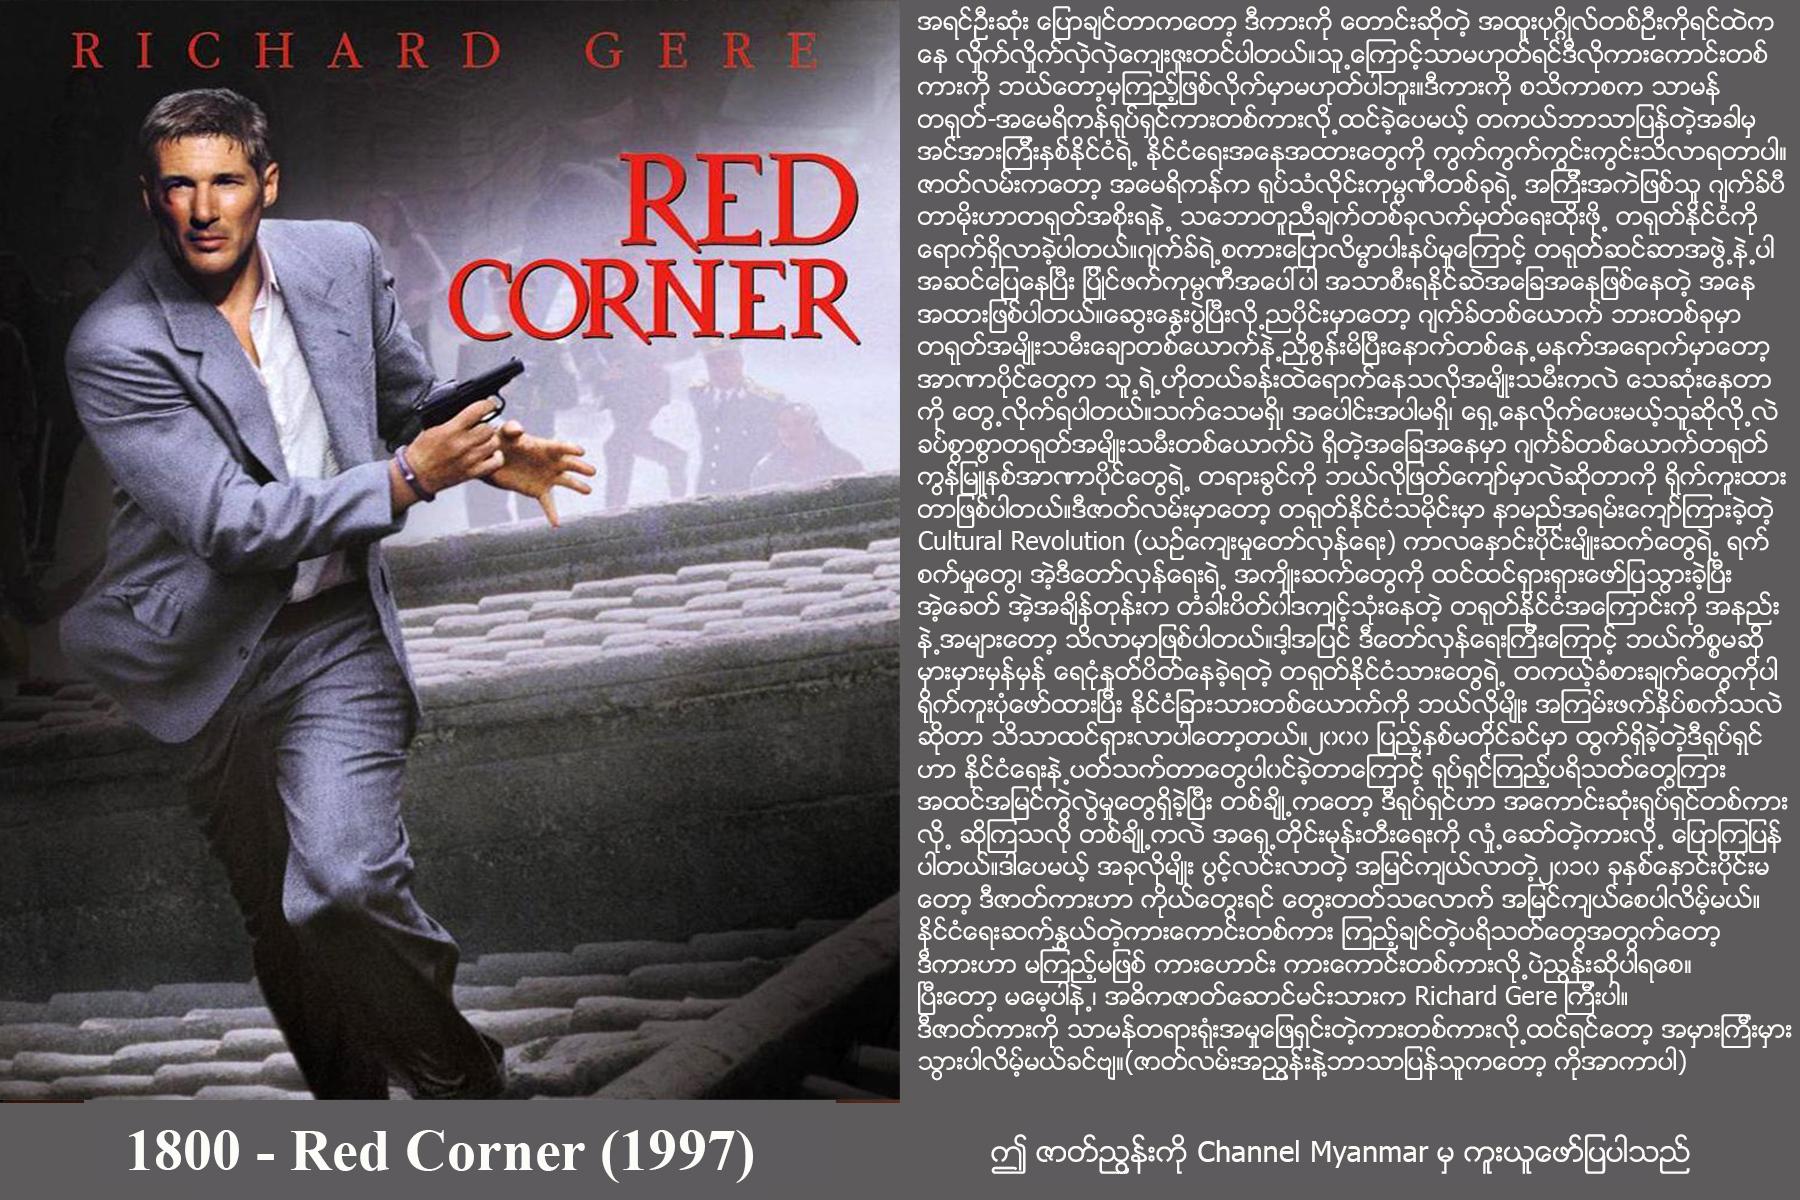 RICHARD GERE
RED
CORNER
1800 - Red Corner (1997)
အရင်ဦးဆုံး ပြောချင်တာကတော့ ဒီကားကို တောင်းဆိုတဲ့ အထူးပုဂ္ဂိုလ်တစ်ဦးကိုရင်ထဲက
နေ လှိုက်လှိုက်လှဲလှဲကျေးဇူးတင်ပါတယ်။သူ့ကြောင့်သာမဟုတ်ရင်ဒီလိုကားကောင်းတစ်
ကားကို ဘယ်တော့မှကြည့်ဖြစ်လိုက်မှာမဟုတ်ပါဘူး။ဒီကားကို စသိကာစက သာမန်
တရုတ်-အမေရိကန်ရုပ်ရှင်ကားတစ်ကားလို့ထင်ခဲ့ပေမယ့် တကယ်ဘာသာပြန်တဲ့အခါမှ
အင်အားကြီးနှစ်နိုင်ငံရဲ့ နိုင်ငံရေးအနေအထားတွေကို ကွက်ကွက်ကွင်းကွင်းသိလာရတာပါ။
ဇာတ်လမ်းကတော့ အမေရိကန်က ရုပ်သံလိုင်းကုမ္ပဏီတစ်ခုရဲ့ အကြီးအကဲဖြစ်သူ ဂျက်ခ်ပီ
တာမိုးဟာတရုတ်အစိုးရနဲ့ သဘောတူညီချက်တစ်ခုလက်မှတ်ရေးထိုးဖို့ တရုတ်နိုင်ငံကို
ရောက်ရှိလာခဲ့ပါတယ်။ဂျက်ခ်ရဲ့စကားပြောလိမ္မာပါးနပ်မှုကြောင့် တရုတ်ဆင်ဆာအဖွဲ့နဲ့ပါ
အဆင်ပြေနေပြီး ပြိုင်ဖက်ကုမ္ပဏီအပေါ်ပါ အသာစီးရနိုင်ဆဲအခြေအနေဖြစ်နေတဲ့ အနေ
အထားဖြစ်ပါတယ်။ဆွေးနွေးပွဲပြီးလို့ညပိုင်းမှာတော့ ဂျက်ခ်တစ်ယောက် ဘားတစ်ခုမှာ
တရုတ်အမျိုးသမီးချောတစ်ယောက်နဲ့ညှိစွန်းမိပြီးနောက်တစ်နေ့မနက်အရောက်မှာတော့
အာဏာပိုင်တွေက သူ့ရဲ့ဟိုတယ်ခန်းထဲရောက်နေသလိုအမျိုးသမီးကလဲ သေဆုံးနေတာ
ကို တွေ့လိုက်ရပါတယ်။သက်သေမရှိ၊ အပေါင်းအပါမရှိ၊ ရှေ့နေလိုက်ပေးမယ့်သူဆိုလို့လဲ
ခပ်စွာစွာတရုတ်အမျိုးသမီးတစ်ယောက်ပဲ ရှိတဲ့အခြေအနေမှာ ဂျက်ခ်တစ်ယောက်တရုတ်
ကွန်မြူနစ်အာဏာပိုင်တွေရဲ့ တရားခွင်ကို ဘယ်လိုဖြတ်ကျော်မှာလဲဆိုတာကို ရိုက်ကူးထား
တာဖြစ်ပါတယ်။ဒီဇာတ်လမ်းမှာတော့ တရုတ်နိုင်ငံသမိုင်းမှာ နာမည်အရမ်းကျော်ကြားခဲ့တဲ့
Cultural Revolution (ယဉ်ကျေးမှုတော်လှန်ရေး) ကာလနှောင်းပိုင်းမျိုးဆက်တွေရဲ့ ရက်
စက်မှုတွေ၊ အဲ့ဒီတော်လှန်ရေးရဲ့ အကျိုးဆက်တွေကို ထင်ထင်ရှားရှားဖော်ပြသွားခဲ့ပြီး
အဲ့ခေတ် အဲ့အချိန်တုန်းက တံခါးပိတ်ဝါဒကျင့်သုံးနေတဲ့ တရုတ်နိုင်ငံအကြောင်းကို အနည်း
နဲ့အများတော့ သိလာမှာဖြစ်ပါတယ်။ဒါ့အပြင် ဒီတော်လှန်ရေးကြီးကြောင့် ဘယ်ကိစ္စမဆို
မှားမှားမှန်မှန် ရေငုံနှုတ်ပိတ်နေခဲ့ရတဲ့ တရုတ်နိုင်ငံသားတွေရဲ့ တကယ့်ခံစားချက်တွေကိုပါ
ရိုက်ကူးပုံဖော်ထားပြီး နိုင်ငံခြားသားတစ်ယောက်ကို ဘယ်လိုမျိုး အကြမ်းဖက်နှိပ်စက်သလဲ
ဆိုတာ သိသာထင်ရှားလာပါတော့တယ်။၂၀၀၀ ပြည့်နှစ်မတိုင်ခင်မှာ ထွက်ရှိခဲ့တဲ့ဒီရုပ်ရှင်
ဟာ နိုင်ငံရေးနဲ့ပတ်သက်တာတွေပါဝင်ခဲ့တာကြောင့် ရုပ်ရှင်ကြည့်ပရိသတ်တွေကြား
အထင်အမြင်ကွဲလွဲမှုတွေရှိခဲ့ပြီး တစ်ချို့ကတော့ ဒီရုပ်ရှင်ဟာ အကောင်းဆုံးရုပ်ရှင်တစ်ကား
လို့ ဆိုကြသလို တစ်ချို့ကလဲ အရှေ့တိုင်းမုန်းတီးရေးကို လှုံ့ဆော်တဲ့ကားလို့ ပြောကြပြန်
ပါတယ်။ဒါပေမယ့် အခုလိုမျိုး ပွင့်လင်းလာတဲ့ အမြင်ကျယ်လာတဲ့၂၀၁၀ ခုနှစ်နှောင်းပိုင်းမ
တော့ ဒီဇာတ်ကားဟာ ကိုယ်တွေးရင် တွေးတတ်သလောက် အမြင်ကျယ်စေပါလိမ့်မယ်။
နိုင်ငံရေးဆက်နွှယ်တဲ့ကားကောင်းတစ်ကား ကြည့်ချင်တဲ့ပရိသတ်တွေအတွက်တော့
ဒီကားဟာ မကြည့်မဖြစ် ကားဟောင်း ကားကောင်းတစ်ကားလို့ပဲညွှန်းဆိုပါရစေ။
ပြီးတော့ မမေ့ပါနဲ့၊ အဓိကဇာတ်ဆောင်မင်းသားက Richard Gere ကြီးပါ။
ဒီဇာတ်ကားကို သာမန်တရားရုံးအမှုဖြေရှင်းတဲ့ကားတစ်ကားလို့ထင်ရင်တော့ အမှားကြီးမှား
သွားပါလိမ့်မယ်ခင်ဗျ။(ဇာတ်လမ်းအညွှန်းနဲ့ဘာသာပြန်သူကတော့ ကိုအာကာပါ)
ဤ ဇာတ်ညွှန်းကို Channel Myanmar မှ ကူးယူဖော်ပြပါသည်